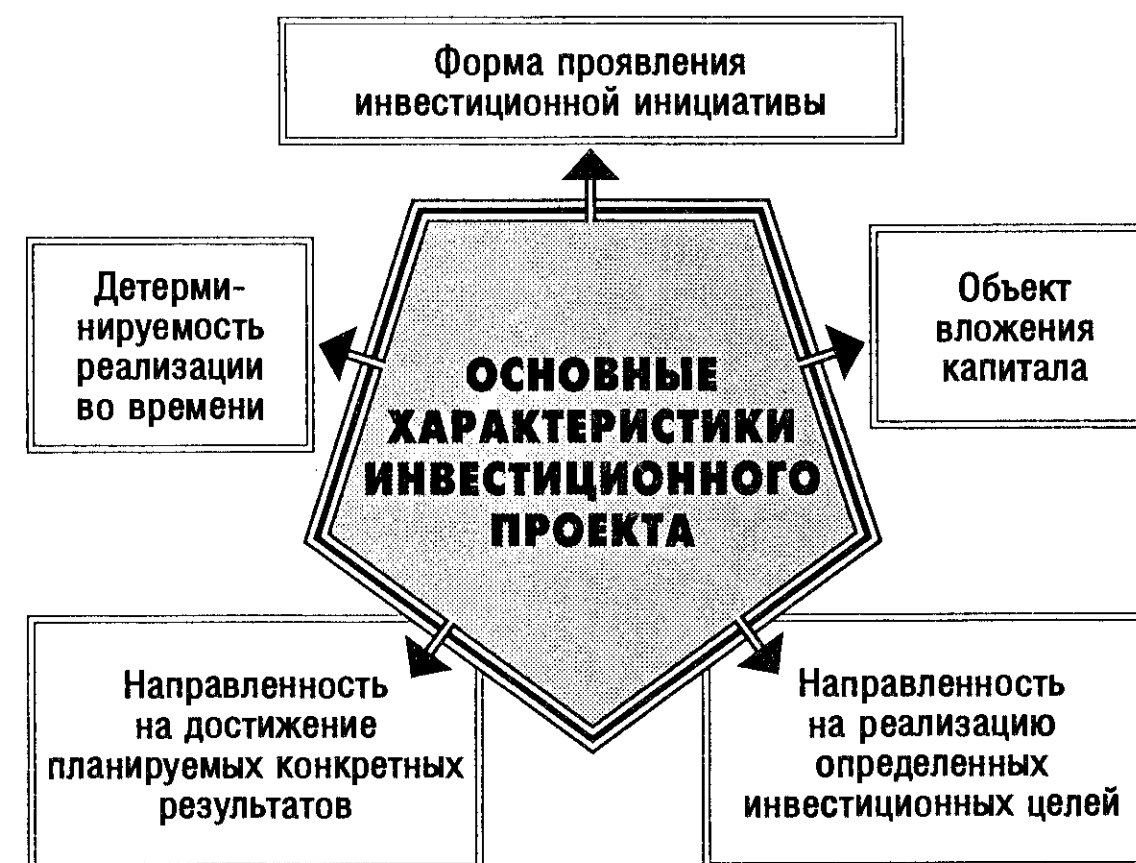 Форма проявления
инвестиционной инициативы
Детерми-
нируемость
реализации
во времени
Объект
вложения
капитала
ОСНОВНЫЕ
ХАРАКТЕРИСТИКИ
ИНВЕСТИЦИОННОГО
ПРОЕКТА
Направленность
на достижение
планируемых конкретных
результатов
Направленность
на реализацию
определенных
инвестиционных целей